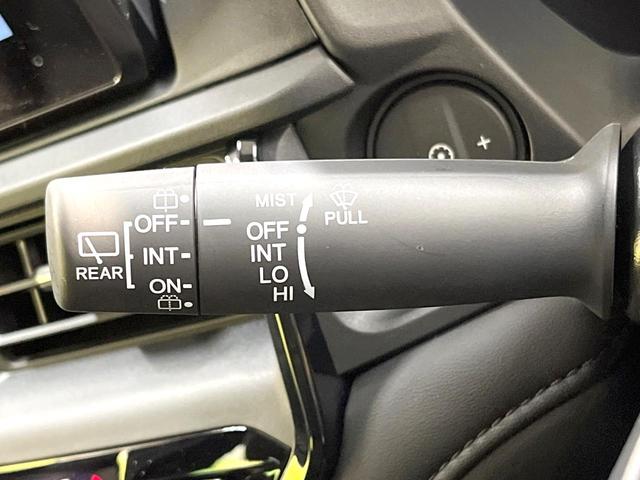 OFF
INT
ON
REAR
MIST
OFF
INT
LO
HI
PULL
+